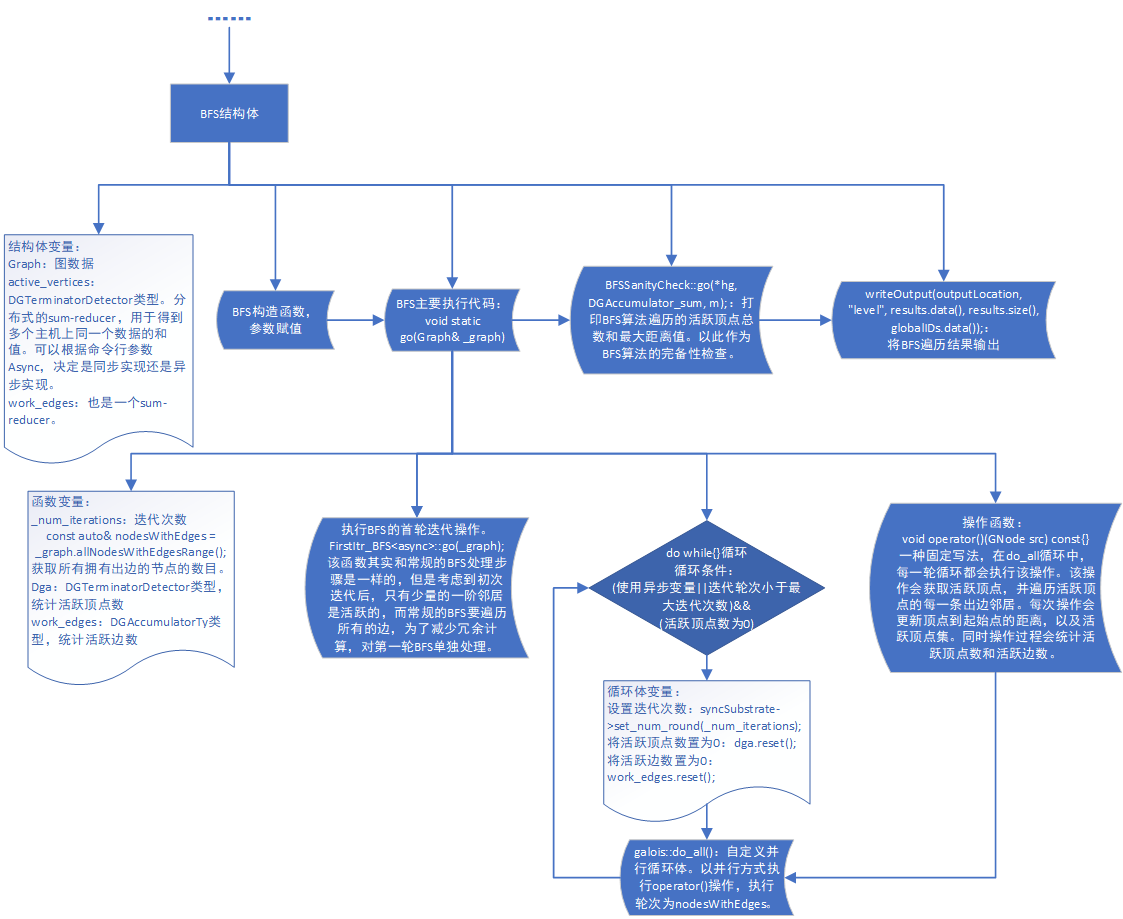 BFS结构体
结构体变量：
Graph：图数据
active_vertices：
DGTerminatorDetector类型。分
布式的sum-reducer，用于得到
多个主机上同一个数据的和
值。可以根据命令行参数
Async，决定是同步实现还是异
步实现。
work_edges：也是一个sum-
reducer。
BFS构造函数，
参数赋值
BFS主要执行代码：
void static
go(Graph& _graph)
BFSSanityCheck::go(*hg,
DGAccumulator_sum, m);：打
印BFS算法遍历的活跃顶点总
数和最大距离值。以此作为
BFS算法的完备性检查。
writeOutput(outputLocation,
"level", results.data(), results.size(),
globalIDs.data());：
将BFS遍历结果输出
函数变量：
_num_iterations：迭代次数
const auto& nodesWithEdges =
_graph.allNodesWithEdgesRange();
获取所有拥有出边的节点的数目。
Dga：DGTerminatorDetector类型，
统计活跃顶点数
work_edges：DGAccumulatorTy类
型，统计活跃边数
执行BFS的首轮迭代操作。
FirstItr_BFS<async>::go(_graph);
该函数其实和常规的BFS处理步
骤是一样的，但是考虑到初次
迭代后，只有少量的一阶邻居
是活跃的，而常规的BFS要遍历
所有的边，为了减少冗余计
算，对第一轮BFS单独处理。
do while{}循环
循环条件：
(使用异步变量||迭代轮次小于最
大迭代次数)&&
(活跃顶点数为0)
操作函数：
void operator()(GNode src) const{}
一种固定写法，在do_all循环中，
每一轮循环都会执行该操作。该操
作会获取活跃顶点，并遍历活跃顶
点的每一条出边邻居。每次操作会
更新顶点到起始点的距离，以及活
跃顶点集。同时操作过程会统计活
跃顶点数和活跃边数。
循环体变量：
设置迭代次数：syncSubstrate-
>set_num_round(_num_iterations);
将活跃顶点数置为0：dga.reset();
将活跃边数置为0：
work_edges.reset();
galois::do_all()：自定义并
行循环体。以并行方式执
行operator()操作，执行
轮次为nodesWithEdges。